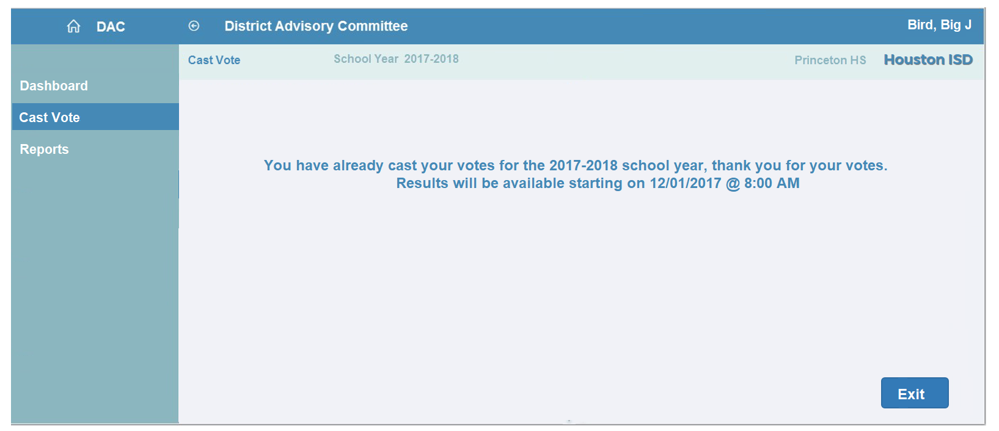 DAC
District Advisory Committee
Bird, Big J
Cast Vote
School Year 2017-2018
Princeton HS
Houston ISD
Dashboard
Cast Vote
Reports
You have already cast your votes for the 2017-2018 school year, thank you for your votes.
Results will be available starting on 12/01/2017 @ 8:00 AM
Exit